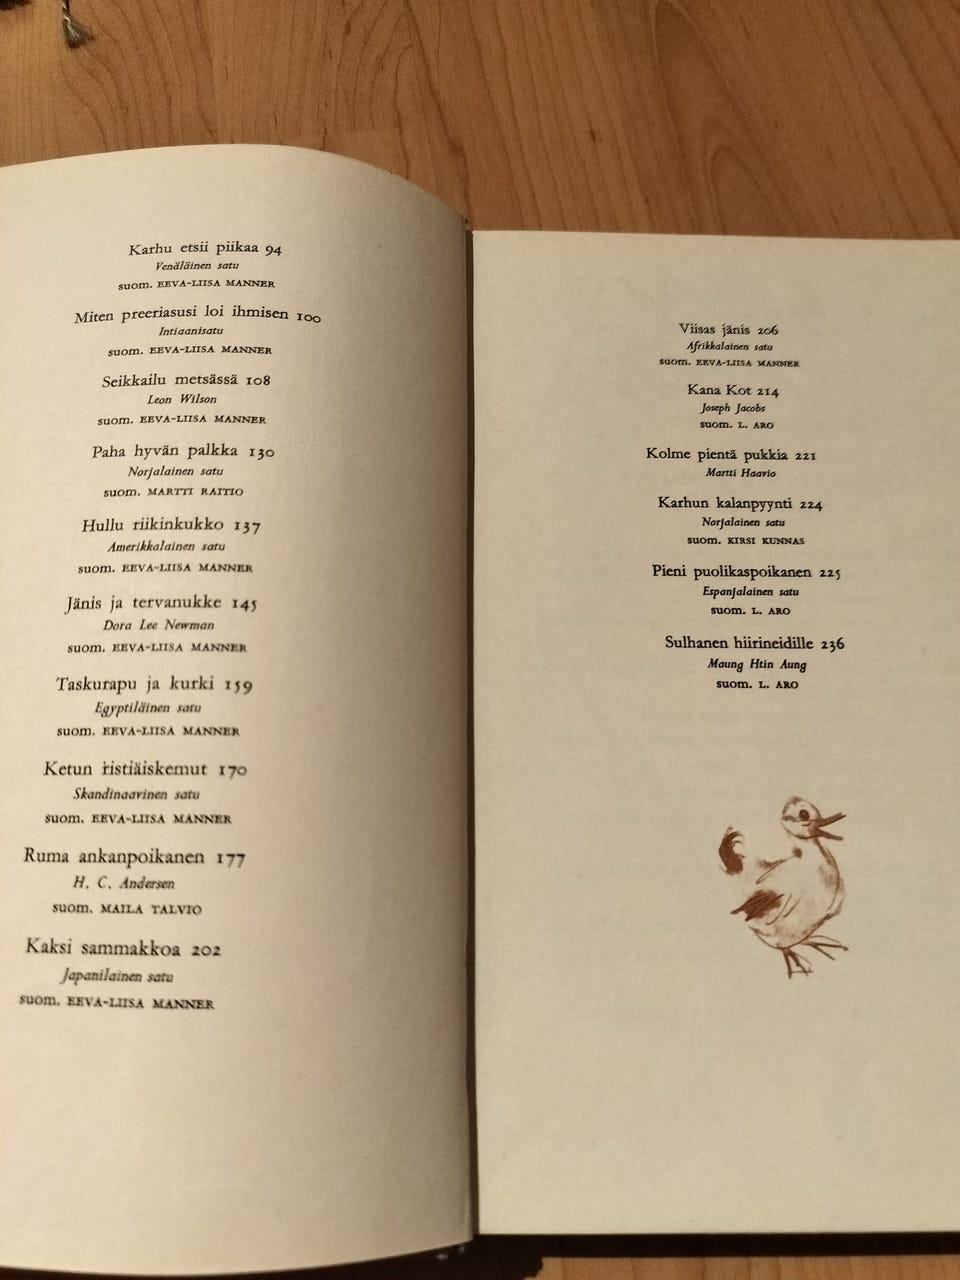 Karhu etsii piikaa 94
Venäläinen satu
suom. EEVA-LIISA MANNER
Miten preeriasusi loi ihmisen 100
Intiaanisatu
suom. EEVA-LIISA MANNER
Seikkailu metsässä 108
Leon Wilson
suom. EEVA-LIISA MANNER
Paha hyvän palkka 130
Norjalainen satu
suom. MARTTI RAITIO
Hullu riikinkukko 137
Amerikkalainen satu
suom. EEVA-LIISA MANNER
Jänis ja tervanukke 145
Dora Lee Newman
suom. EEVA-LIISA MANNER
Taskurapu ja kurki 159
Egyptiläinen satu
suom. EEVA-LIISA MANNER
Ketun ristiäiskemut 170
Skandinaavinen satu
suom. EEVA-LIISA MANNER
Ruma ankanpoikanen 177
H. C. Andersen
suom. MAILA TALVIO
Kaksi sammakkoa 202
Japanilainen satu
suom. EEVA-LIISA MANNER
Viisas jänis 206
Afrikkalainen satu
suom. EEVA-LIISA MANNER
Kana Kot 214
Joseph Jacobs
suom. L. ARO
Kolme pientä pukkia 221
Martti Haavio
Karhun kalanpyynti 224
Norjalainen satu
suom. KIRSI KUNNAS
Pieni puolikaspoikanen 225
Espanjalainen satu
suom. L. ARO
Sulhanen hiirineidille 236
Maung Htin Aung
suom. L. ARO